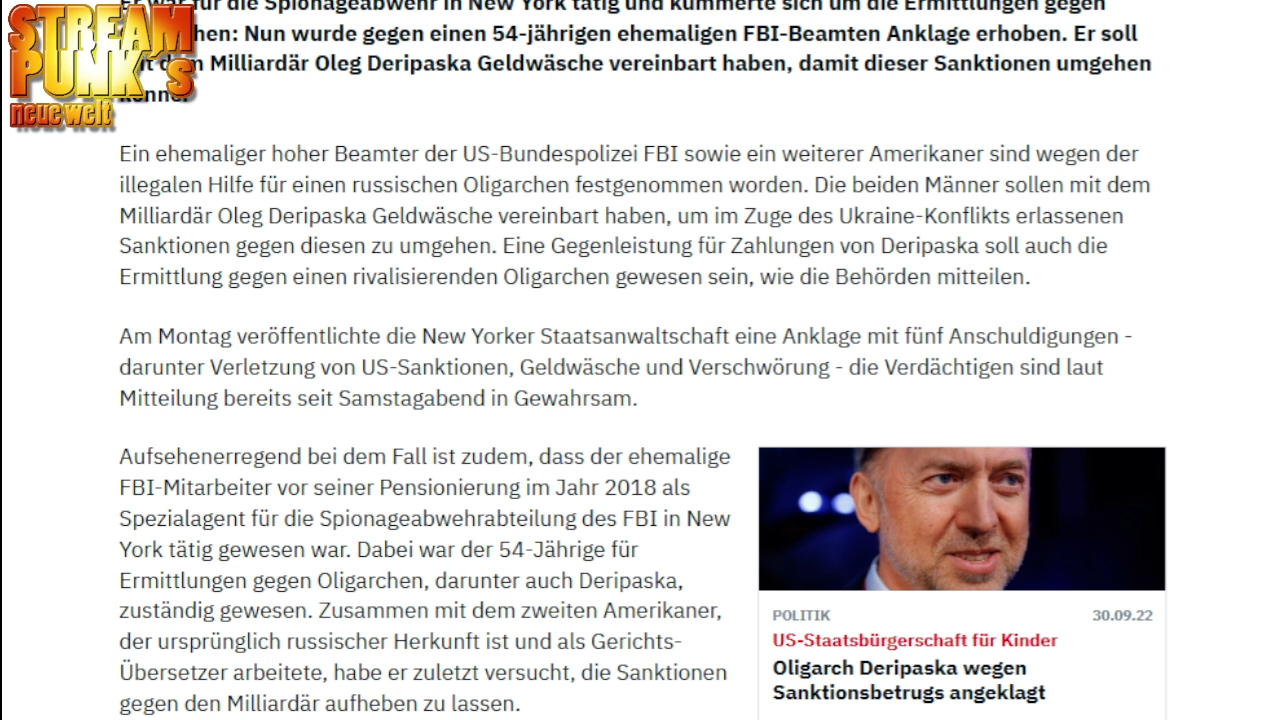 STREAM
PUNK´s
neue welt
Er war für die Spionageabwehr in New York tätig und kümmerte sich um die Ermittlungen gegen
hen: Nun wurde gegen einen 54-jährigen ehemaligen FBI-Beamten Anklage erhoben. Er soll
Milliardär Oleg Deripaska Geldwäsche vereinbart haben, damit dieser Sanktionen umgehen
Ein ehemaliger hoher Beamter der US-Bundespolizei FBI sowie ein weiterer Amerikaner sind wegen der
illegalen Hilfe für einen russischen Oligarchen festgenommen worden. Die beiden Männer sollen mit dem
Milliardär Oleg Deripaska Geldwäsche vereinbart haben, um im Zuge des Ukraine-Konflikts erlassenen
Sanktionen gegen diesen zu umgehen. Eine Gegenleistung für Zahlungen von Deripaska soll auch die
Ermittlung gegen einen rivalisierenden Oligarchen gewesen sein, wie die Behörden mitteilen.
Am Montag veröffentlichte die New Yorker Staatsanwaltschaft eine Anklage mit fünf Anschuldigungen -
darunter Verletzung von US-Sanktionen, Geldwäsche und Verschwörung - die Verdächtigen sind laut
Mitteilung bereits seit Samstagabend in Gewahrsam.
Aufsehenerregend bei dem Fall ist zudem, dass der ehemalige
FBI-Mitarbeiter vor seiner Pensionierung im Jahr 2018 als
Spezialagent für die Spionageabwehrabteilung des FBI in New
York tätig gewesen war. Dabei war der 54-Jährige für
Ermittlungen gegen Oligarchen, darunter auch Deripaska,
zuständig gewesen. Zusammen mit dem zweiten Amerikaner,
der ursprünglich russischer Herkunft ist und als Gerichts-
Übersetzer arbeitete, habe er zuletzt versucht, die Sanktionen
gegen den Milliardär aufheben zu lassen.
POLITIK 30.09.22
US-Staatsbürgerschaft für Kinder
Oligarch Deripaska wegen
Sanktionsbetrugs angeklagt